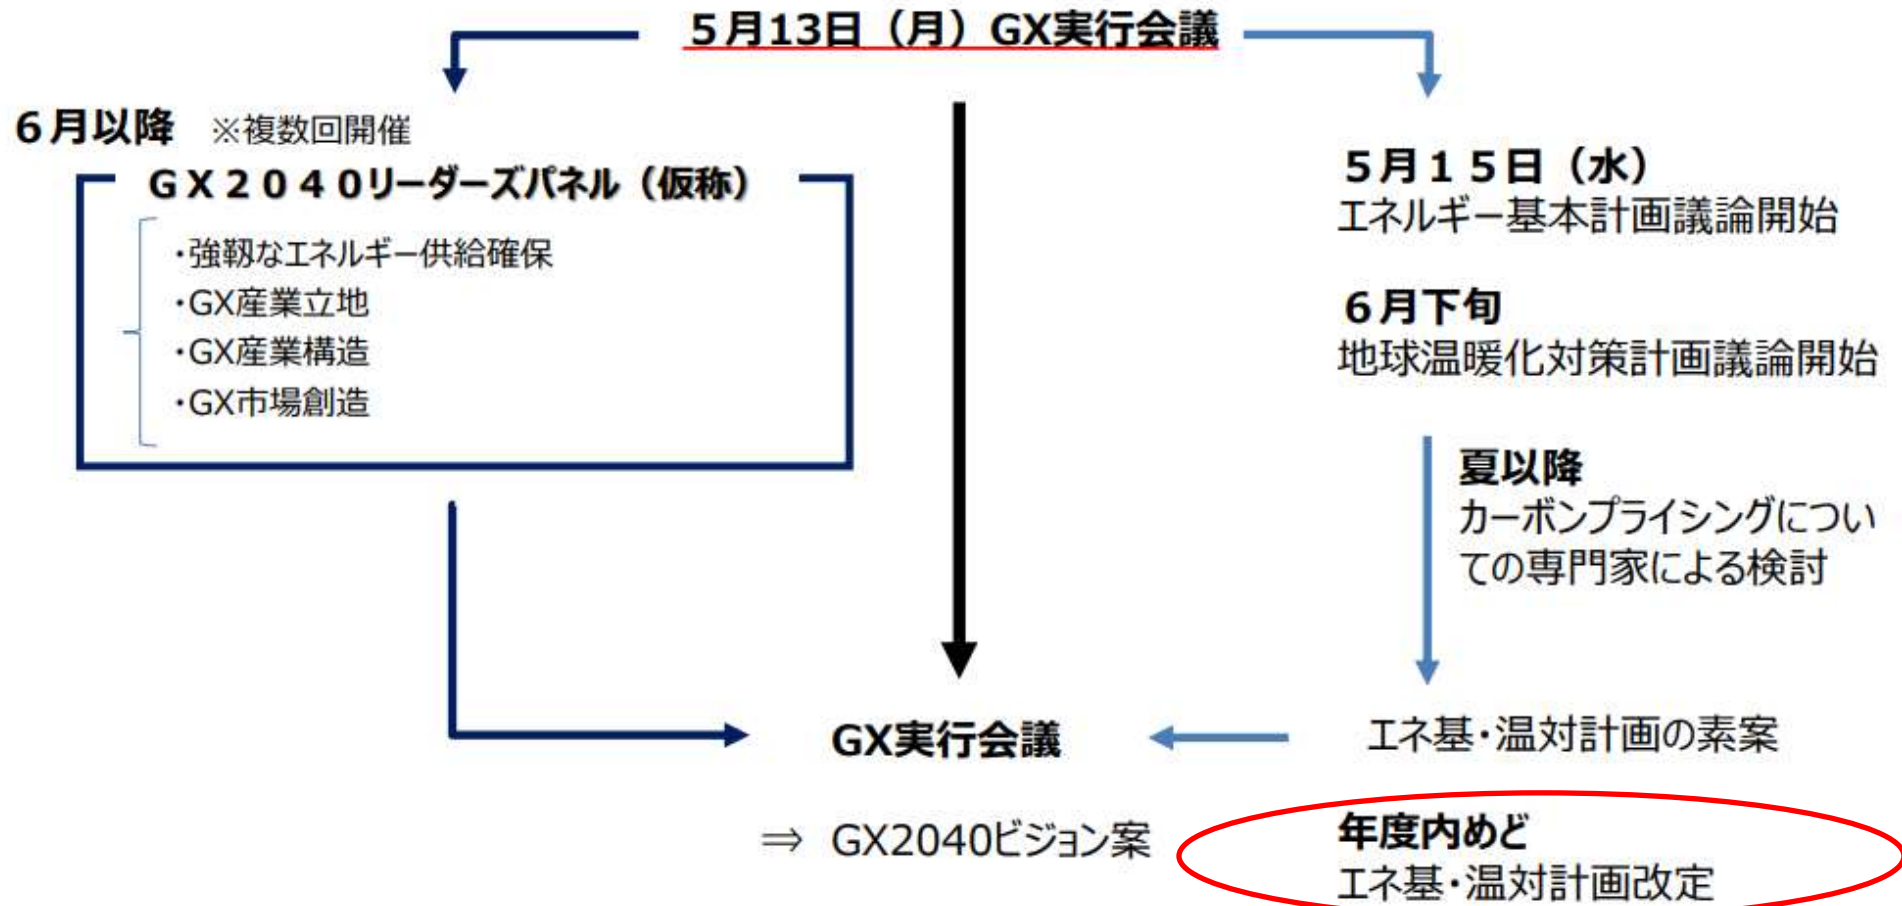 ５月13日（月）GX実行会議
６月以降 ※複数回開催
ＧＸ２０４０リーダーズパネル（仮称）
・強靱なエネルギー供給確保
・GX産業立地
・GX産業構造
・GX市場創造
５月１５日（水）
エネルギー基本計画議論開始
６月下旬
地球温暖化対策計画議論開始
夏以降
カーボンプライシングについ
ての専門家による検討
GX実行会議
エネ基・温対計画の素案
⇒ GX2040ビジョン案
年度内めど
エネ基・温対計画改定